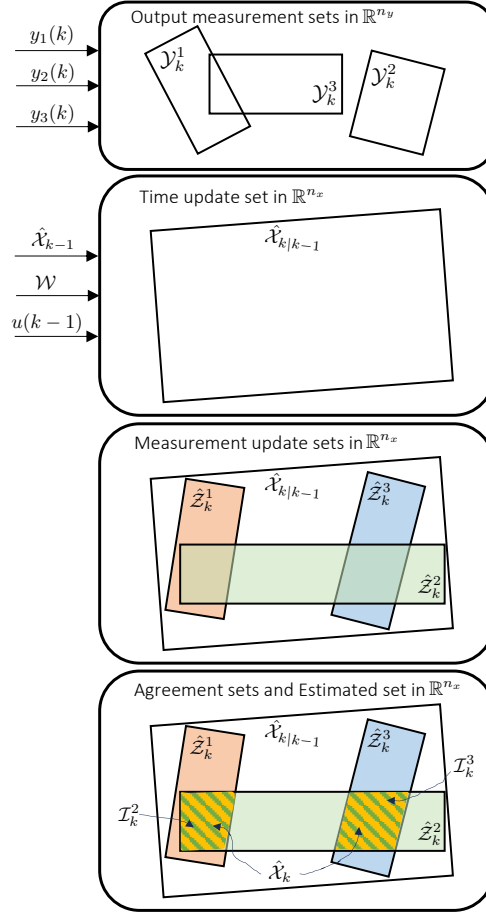 Output measurement sets in ℝ^{n_y}
y_1(k)
y_2(k)
y_3(k)
𝒴_k^1
𝒴_k^3
𝒴_k^2
Time update set in ℝ^{n_x}
𝒳̂_{k-1}
𝒲
u(k − 1)
𝒳̂_{k|k-1}
Measurement update sets in ℝ^{n_x}
𝒳̂_{k|k-1}
𝒵̂_k^1
𝒵̂_k^3
𝒵̂_k^2
Agreement sets and Estimated set in ℝ^{n_x}
𝒳̂_{k|k-1}
𝒵̂_k^1
𝒵̂_k^3
ℐ_k^3
ℐ_k^2
𝒵̂_k^2
𝒳̂_k